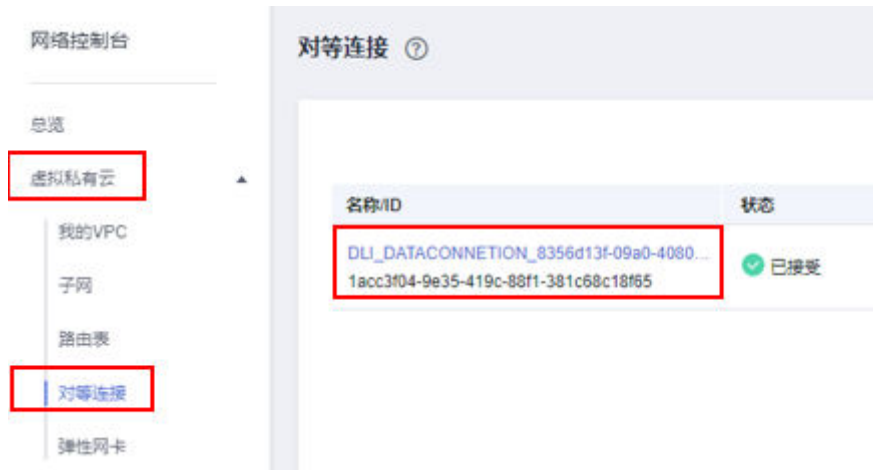 网络控制台
总览
虚拟私有云
我的VPC
子网
路由表
对等连接
弹性网卡
对等连接 ?
名称/ID 状态
DLI_DATACONNETION_8356d13f-09a0-4080... 已接受
1acc3f04-9e35-419c-88f1-381c68c18f65